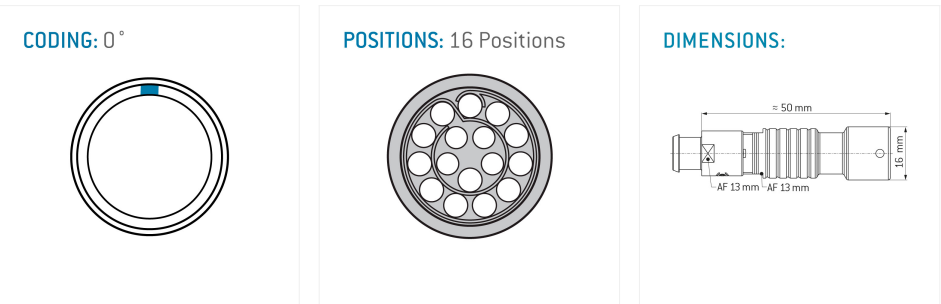 CODING: 0°
POSITIONS: 16 Positions
DIMENSIONS:
≈ 50 mm
16 mm
AF 13 mm
AF 13 mm